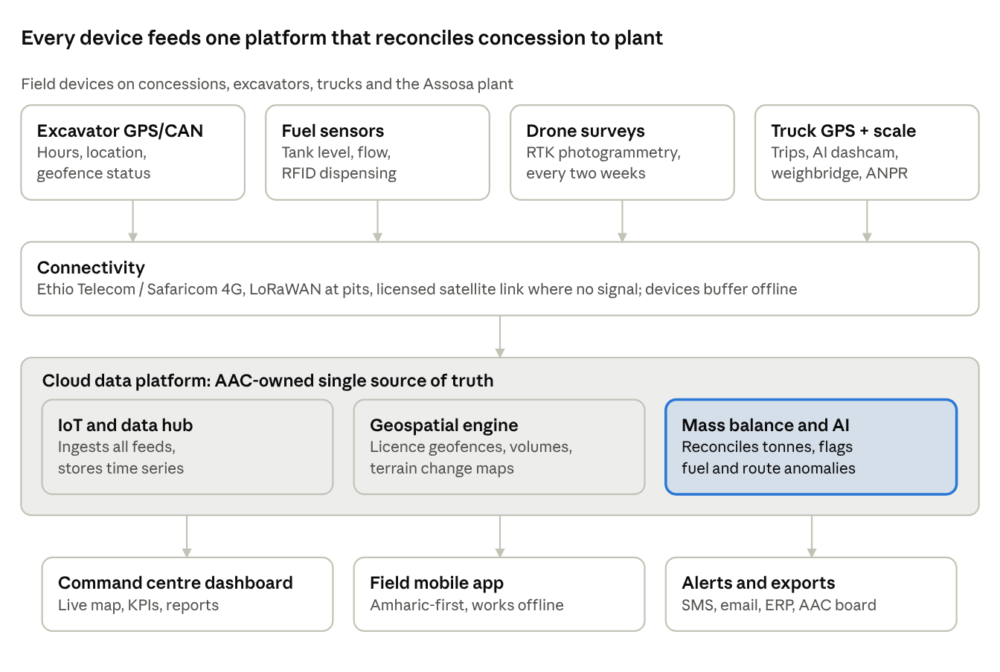 Every device feeds one platform that reconciles concession to plant
Field devices on concessions, excavators, trucks and the Assosa plant
Excavator GPS/CAN
Hours, location,
geofence status
Fuel sensors
Tank level, flow,
RFID dispensing
Drone surveys
RTK photogrammetry,
every two weeks
Truck GPS + scale
Trips, AI dashcam,
weighbridge, ANPR
Connectivity
Ethio Telecom / Safaricom 4G, LoRaWAN at pits, licensed satellite link where no signal; devices buffer offline
Cloud data platform: AAC-owned single source of truth
IoT and data hub
Ingests all feeds,
stores time series
Geospatial engine
Licence geofences, volumes,
terrain change maps
Mass balance and AI
Reconciles tonnes, flags
fuel and route anomalies
Command centre dashboard
Live map, KPIs, reports
Field mobile app
Amharic-first, works offline
Alerts and exports
SMS, email, ERP, AAC board